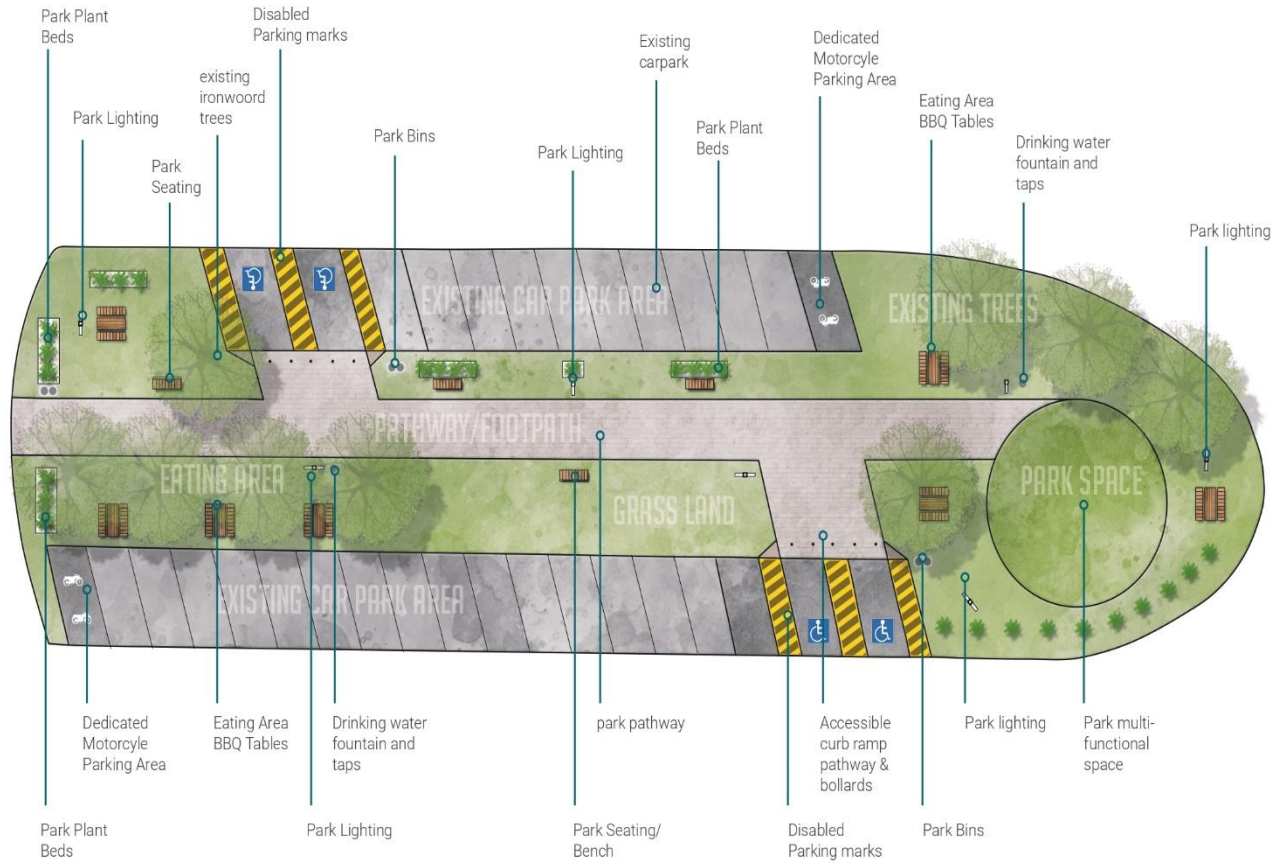 Park Plant
Beds
Disabled
Parking marks
existing
ironwoord
trees
Existing
carpark
Dedicated
Motorcyle
Parking Area
Eating Area
BBQ Tables
Park Lighting
Park Bins
Park Lighting
Park Plant
Beds
Drinking water
fountain and
taps
Park
Seating
Park lighting
EXISTING CAR PARK AREA
EXISTING TREES
PATHWAY/FOOTPATH
EATING AREA
GRASS LAND
PARK SPACE
EXISTING CAR PARK AREA
Dedicated
Motorcyle
Parking Area
Eating Area
BBQ Tables
Drinking water
fountain and
taps
park pathway
Accessible
curb ramp
pathway &
bollards
Park lighting
Park multi-
functional
space
Park Plant
Beds
Park Lighting
Park Seating/
Bench
Disabled
Parking marks
Park Bins